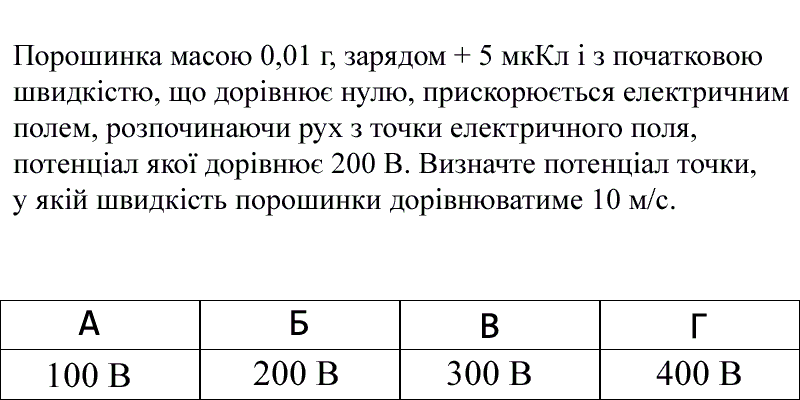 Порошинка масою 0,01 г, зарядом + 5 мкКл і з початковою
швидкістю, що дорівнює нулю, прискорюється електричним
полем, розпочинаючи рух з точки електричного поля,
потенціал якої дорівнює 200 В. Визначте потенціал точки,
у якій швидкість порошинки дорівнюватиме 10 м/с.
А Б В Г
100 В 200 В 300 В 400 В